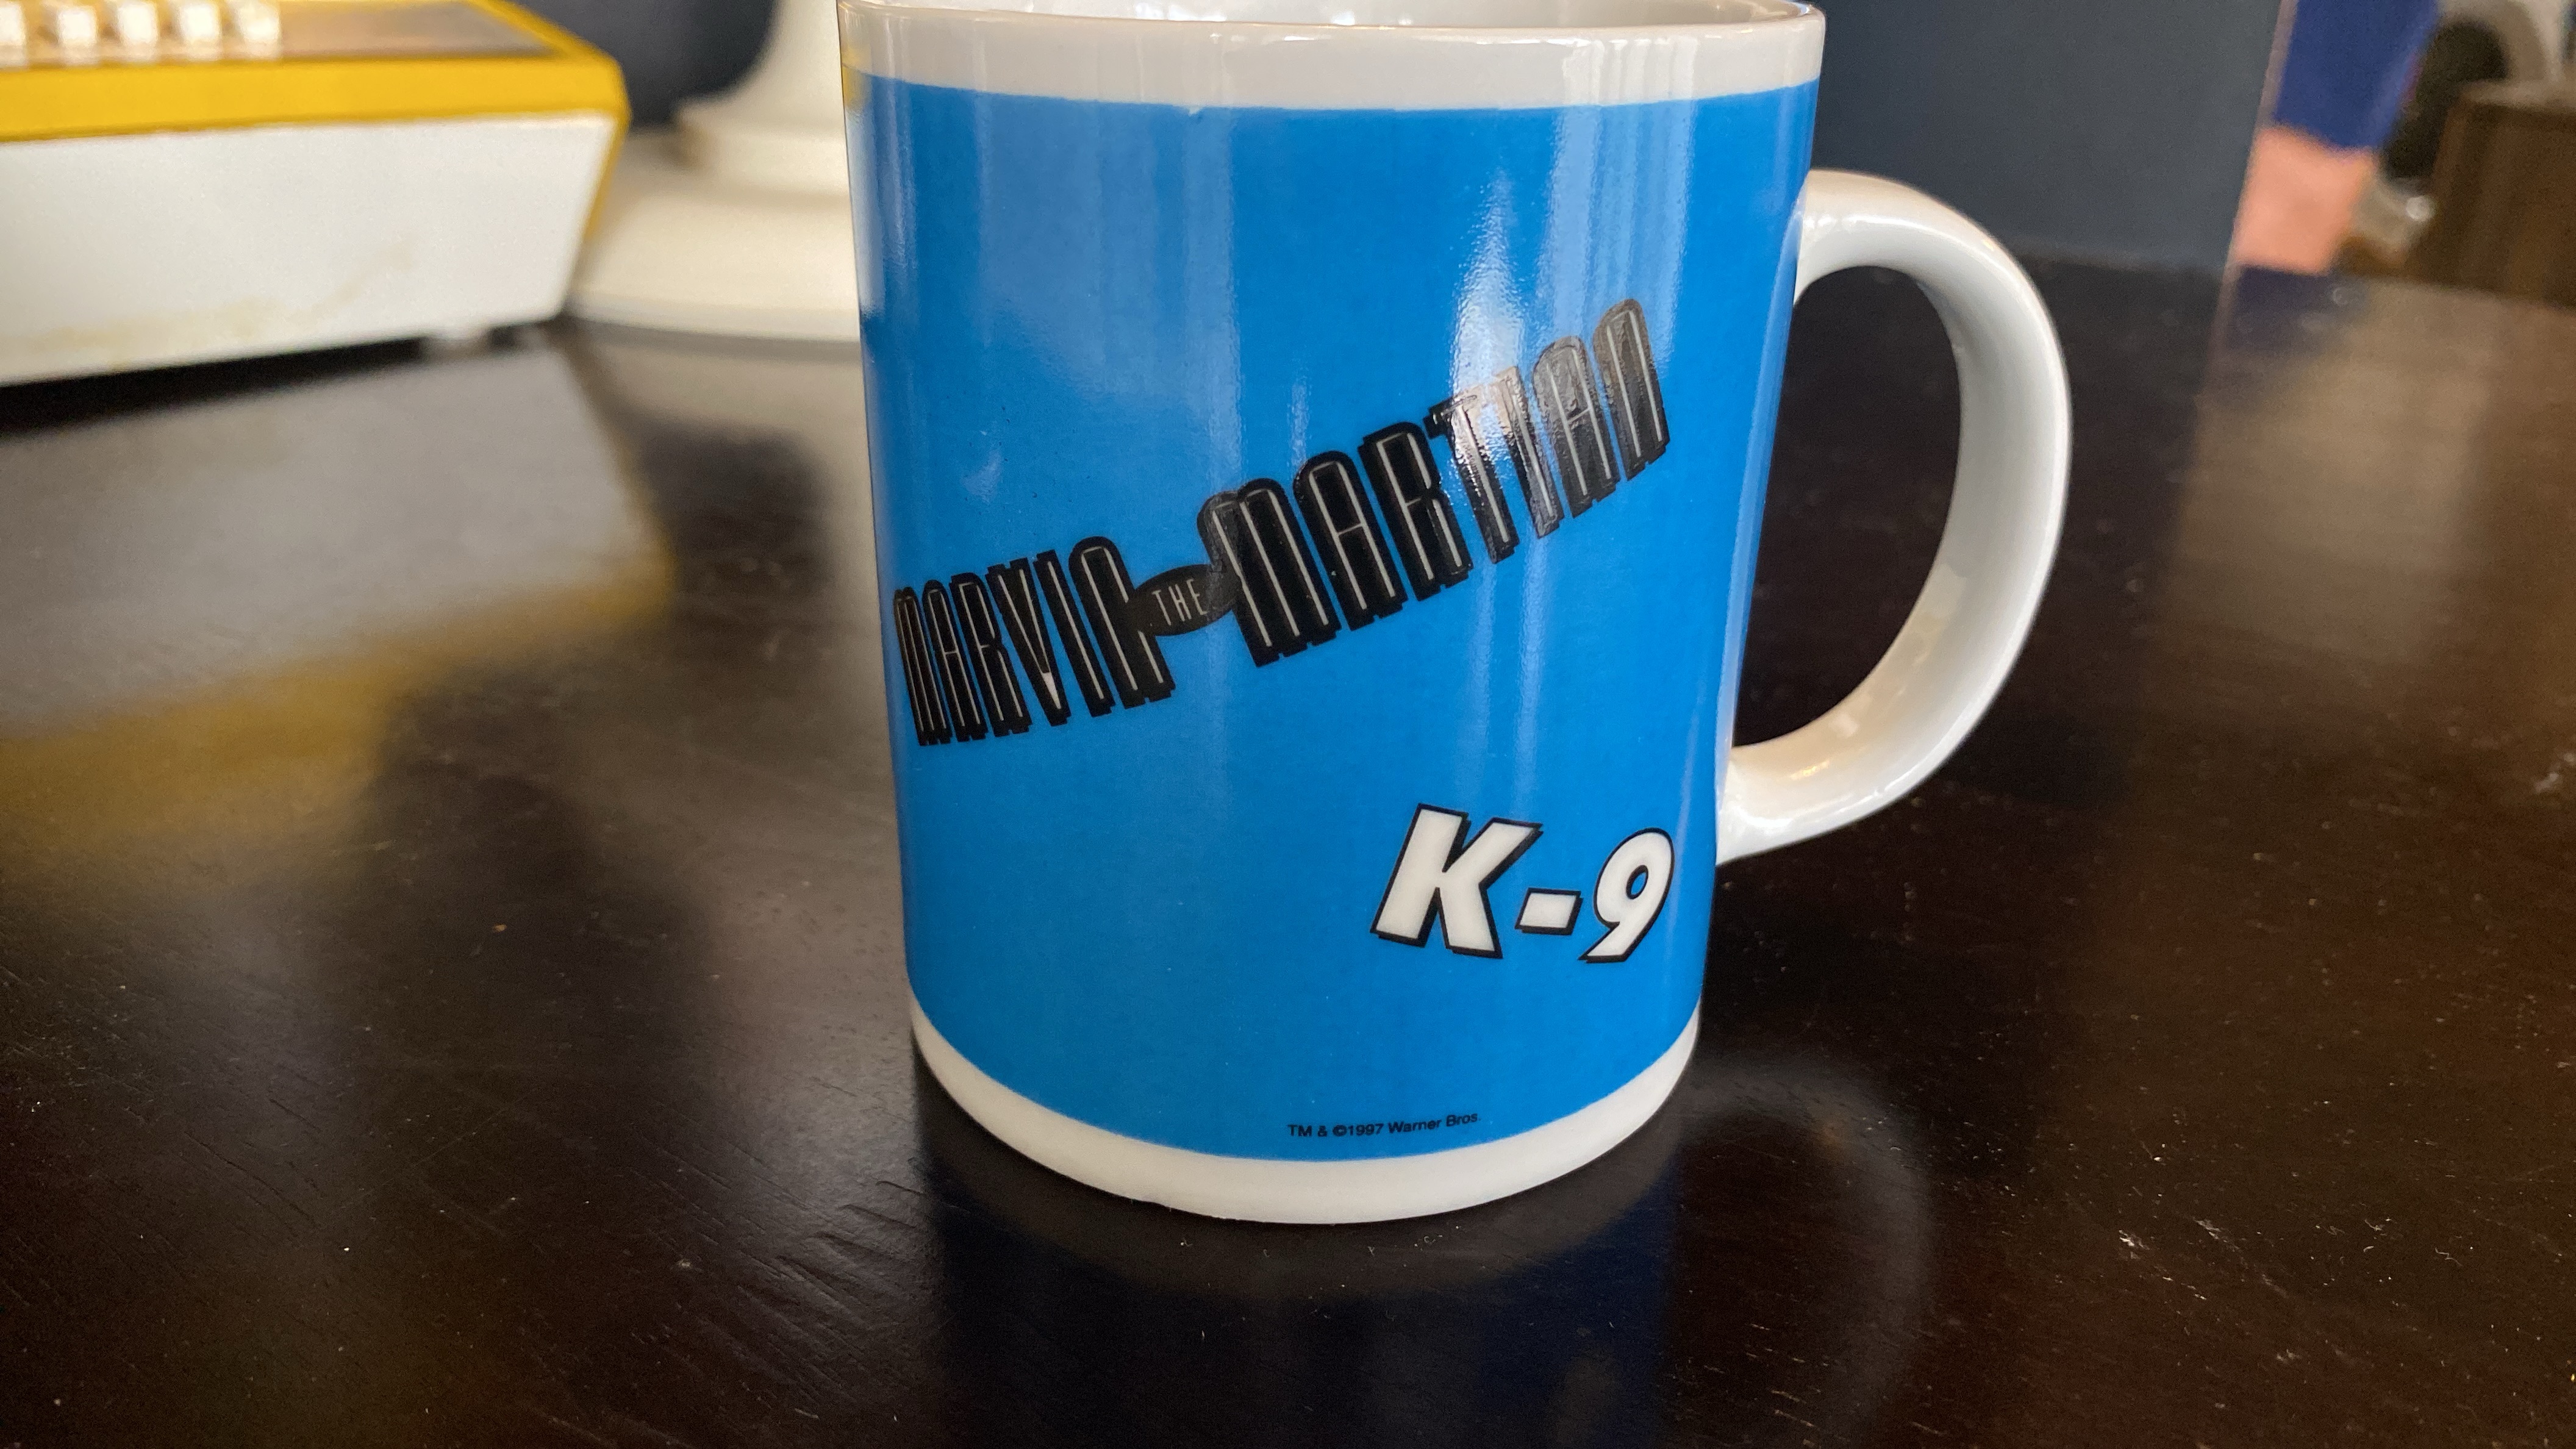 MARVIN THE MARTIAN
K-9
TM & ©1997 Warner Bros.